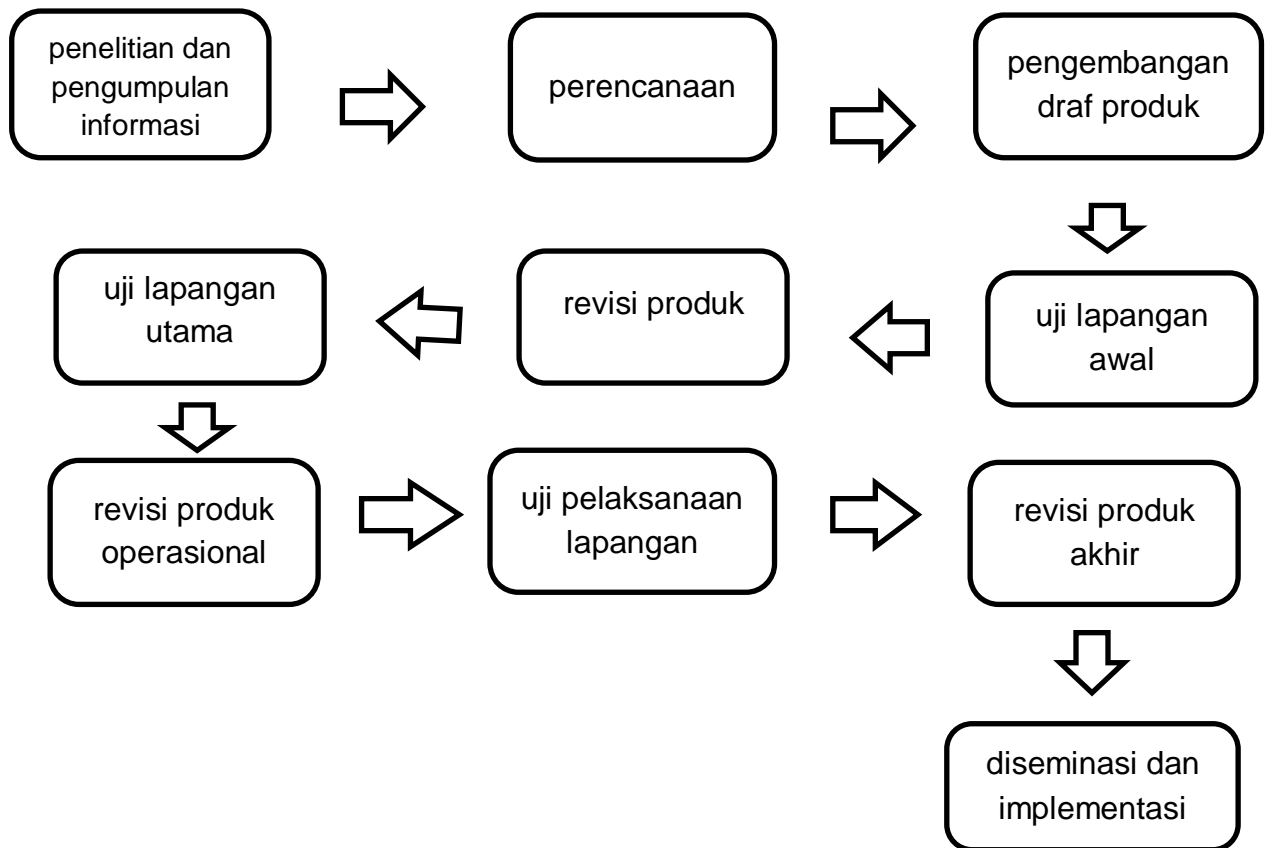 penelitian dan
pengumpulan
informasi
perencanaan
pengembangan
draf produk
uji lapangan
awal
revisi produk
uji lapangan
utama
revisi produk
operasional
uji pelaksanaan
lapangan
revisi produk
akhir
diseminasi dan
implementasi